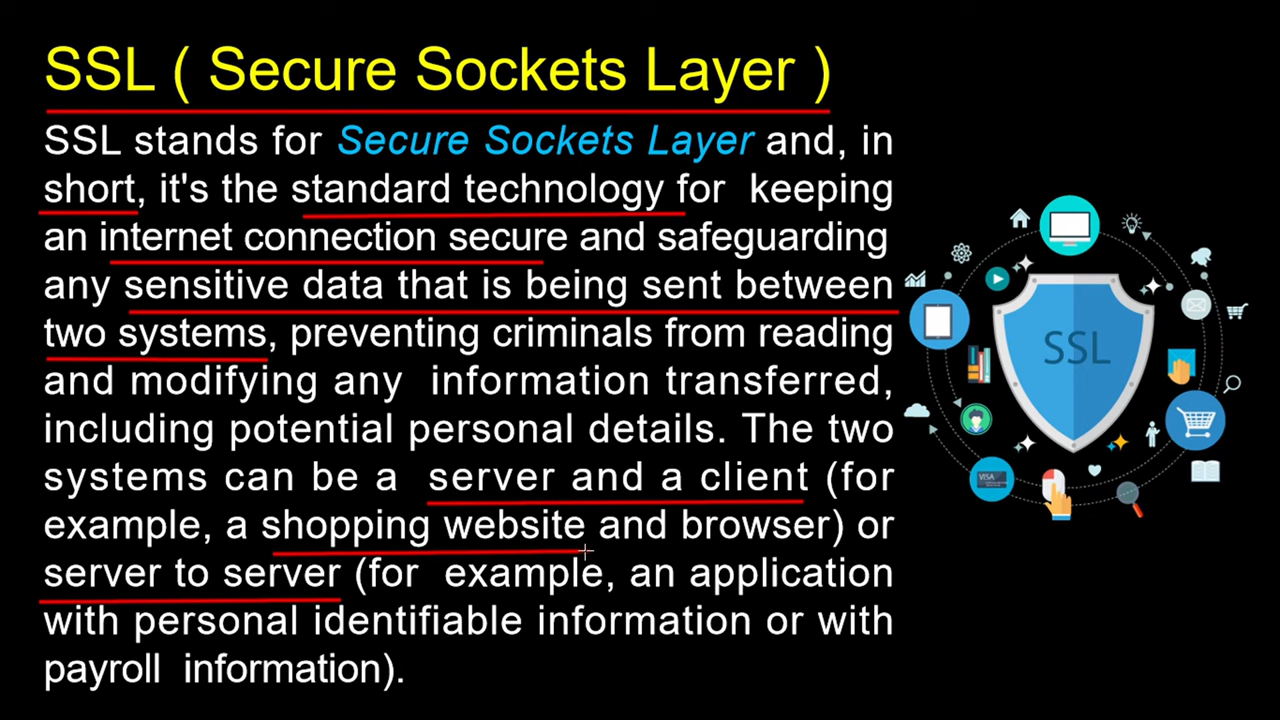 SSL ( Secure Sockets Layer )
SSL stands for Secure Sockets Layer and, in
short, it's the standard technology for keeping
an internet connection secure and safeguarding
any sensitive data that is being sent between
two systems, preventing criminals from reading
and modifying any information transferred,
including potential personal details. The two
systems can be a server and a client (for
example, a shopping website and browser) or
server to server (for example, an application
with personal identifiable information or with
payroll information).
SSL
VISA